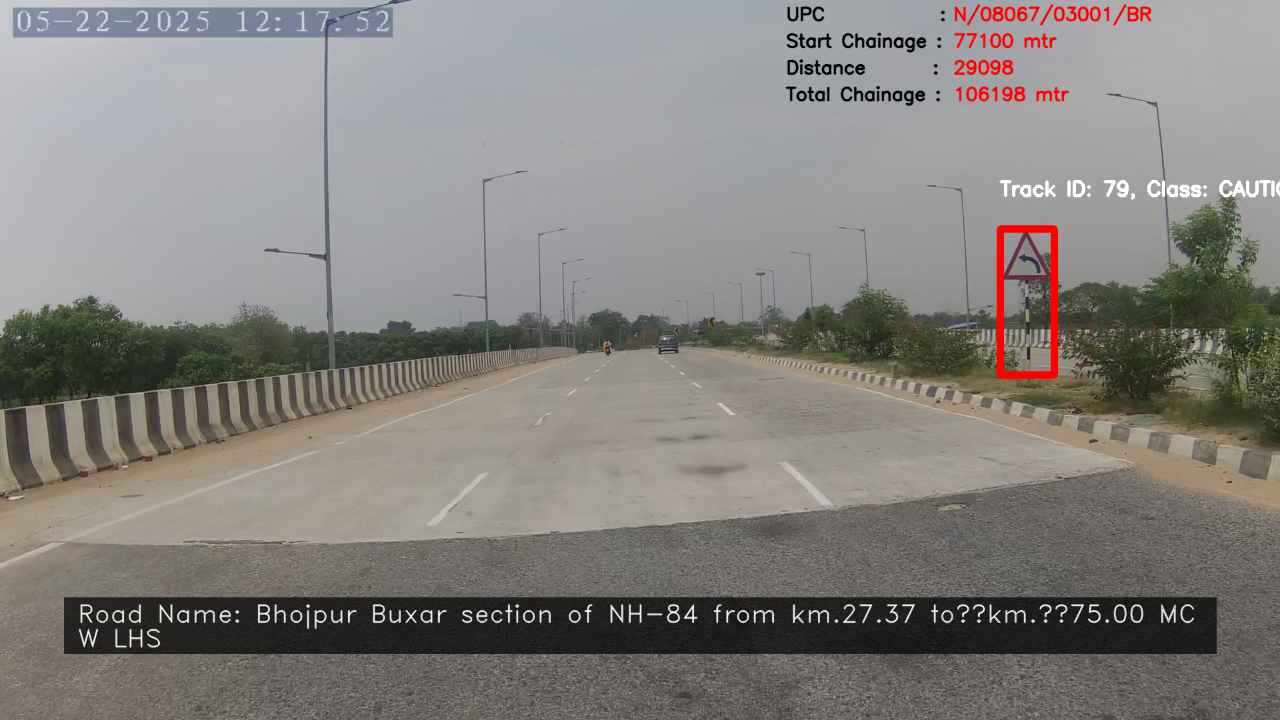 05-22-2025 12:17:52
UPC : N/08067/03001/BR
Start Chainage : 77100 mtr
Distance : 29098
Total Chainage : 106198 mtr
Track ID: 79, Class: CAUTIO
Road Name: Bhojpur Buxar section of NH-84 from km.27.37 to??km.??75.00 MC
W LHS